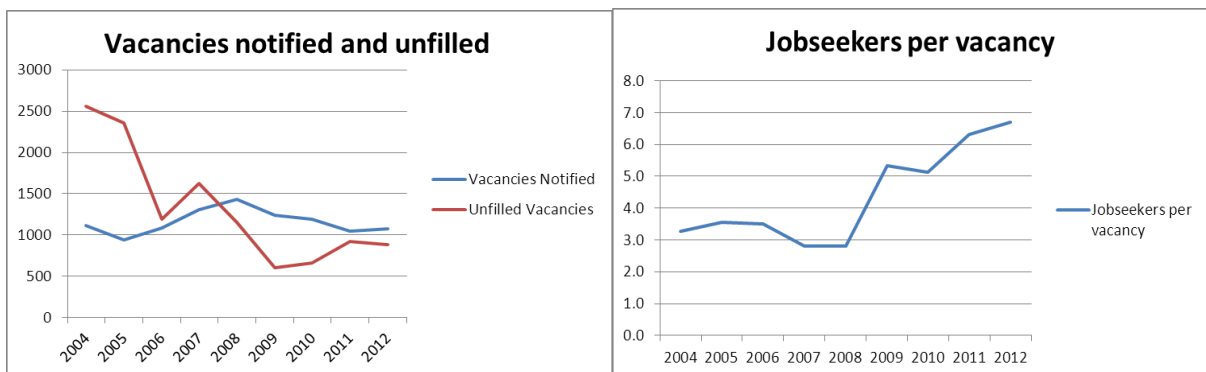 Vacancies notified and unfilled
3000
2500
2000
1500
1000
500
0
2004 2005 2006 2007 2008 2009 2010 2011 2012
Vacancies Notified
Unfilled Vacancies
Jobseekers per vacancy
8.0
7.0
6.0
5.0
4.0
3.0
2.0
1.0
0.0
2004 2005 2006 2007 2008 2009 2010 2011 2012
Jobseekers per
vacancy